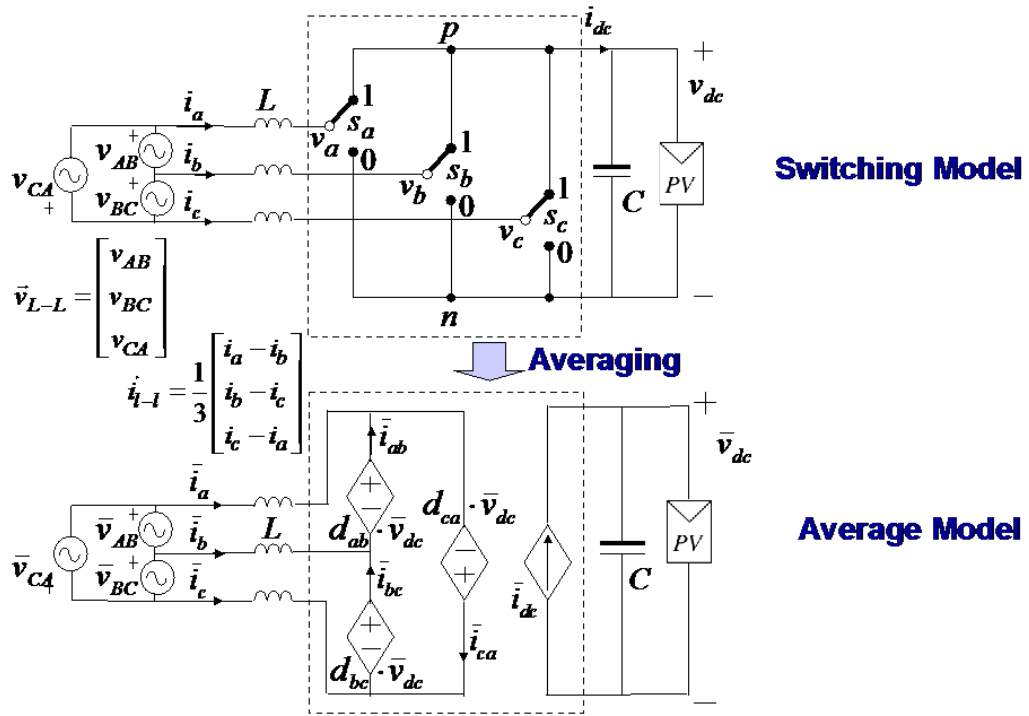 p
i_dc
+
v_dc
−
i_a
L
1
s_a
0
v_a
+
v_AB
i_b
1
s_b
0
v_b
v_CA
+
+
v_BC
i_c
1
s_c
0
v_c
C
PV
Switching Model
n
v⃗_L−L = [v_AB v_BC v_CA]
Averaging
i⃗_l−l = 1/3 [i_a − i_b i_b − i_c i_c − i_a]
+
v̄_dc
−
ī_a
ī_ab
+
−
d_ab · v̄_dc
d_ca · v̄_dc
+
−
+
v̄_AB
ī_b
L
v̄_CA
+
+
v̄_BC
ī_c
ī_bc
+
−
d_bc · v̄_dc
ī_ca
ī_dc
C
PV
Average Model